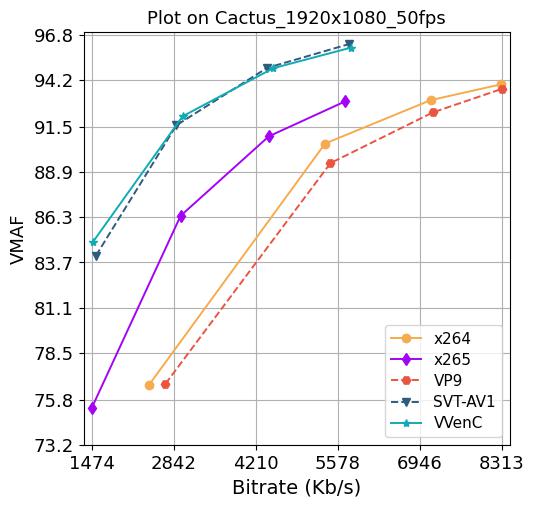 Plot on Cactus_1920x1080_50fps
96.8
94.2
91.5
88.9
86.3
83.7
81.1
78.5
75.8
73.2
VMAF
x264
x265
VP9
SVT-AV1
VVenC
1474 2842 4210 5578 6946 8313
Bitrate (Kb/s)